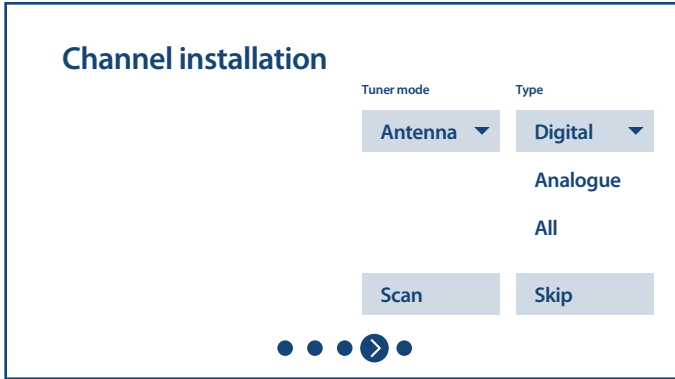 Channel installation
Tuner mode
Type
Antenna
Digital
Analogue
All
Scan
Skip